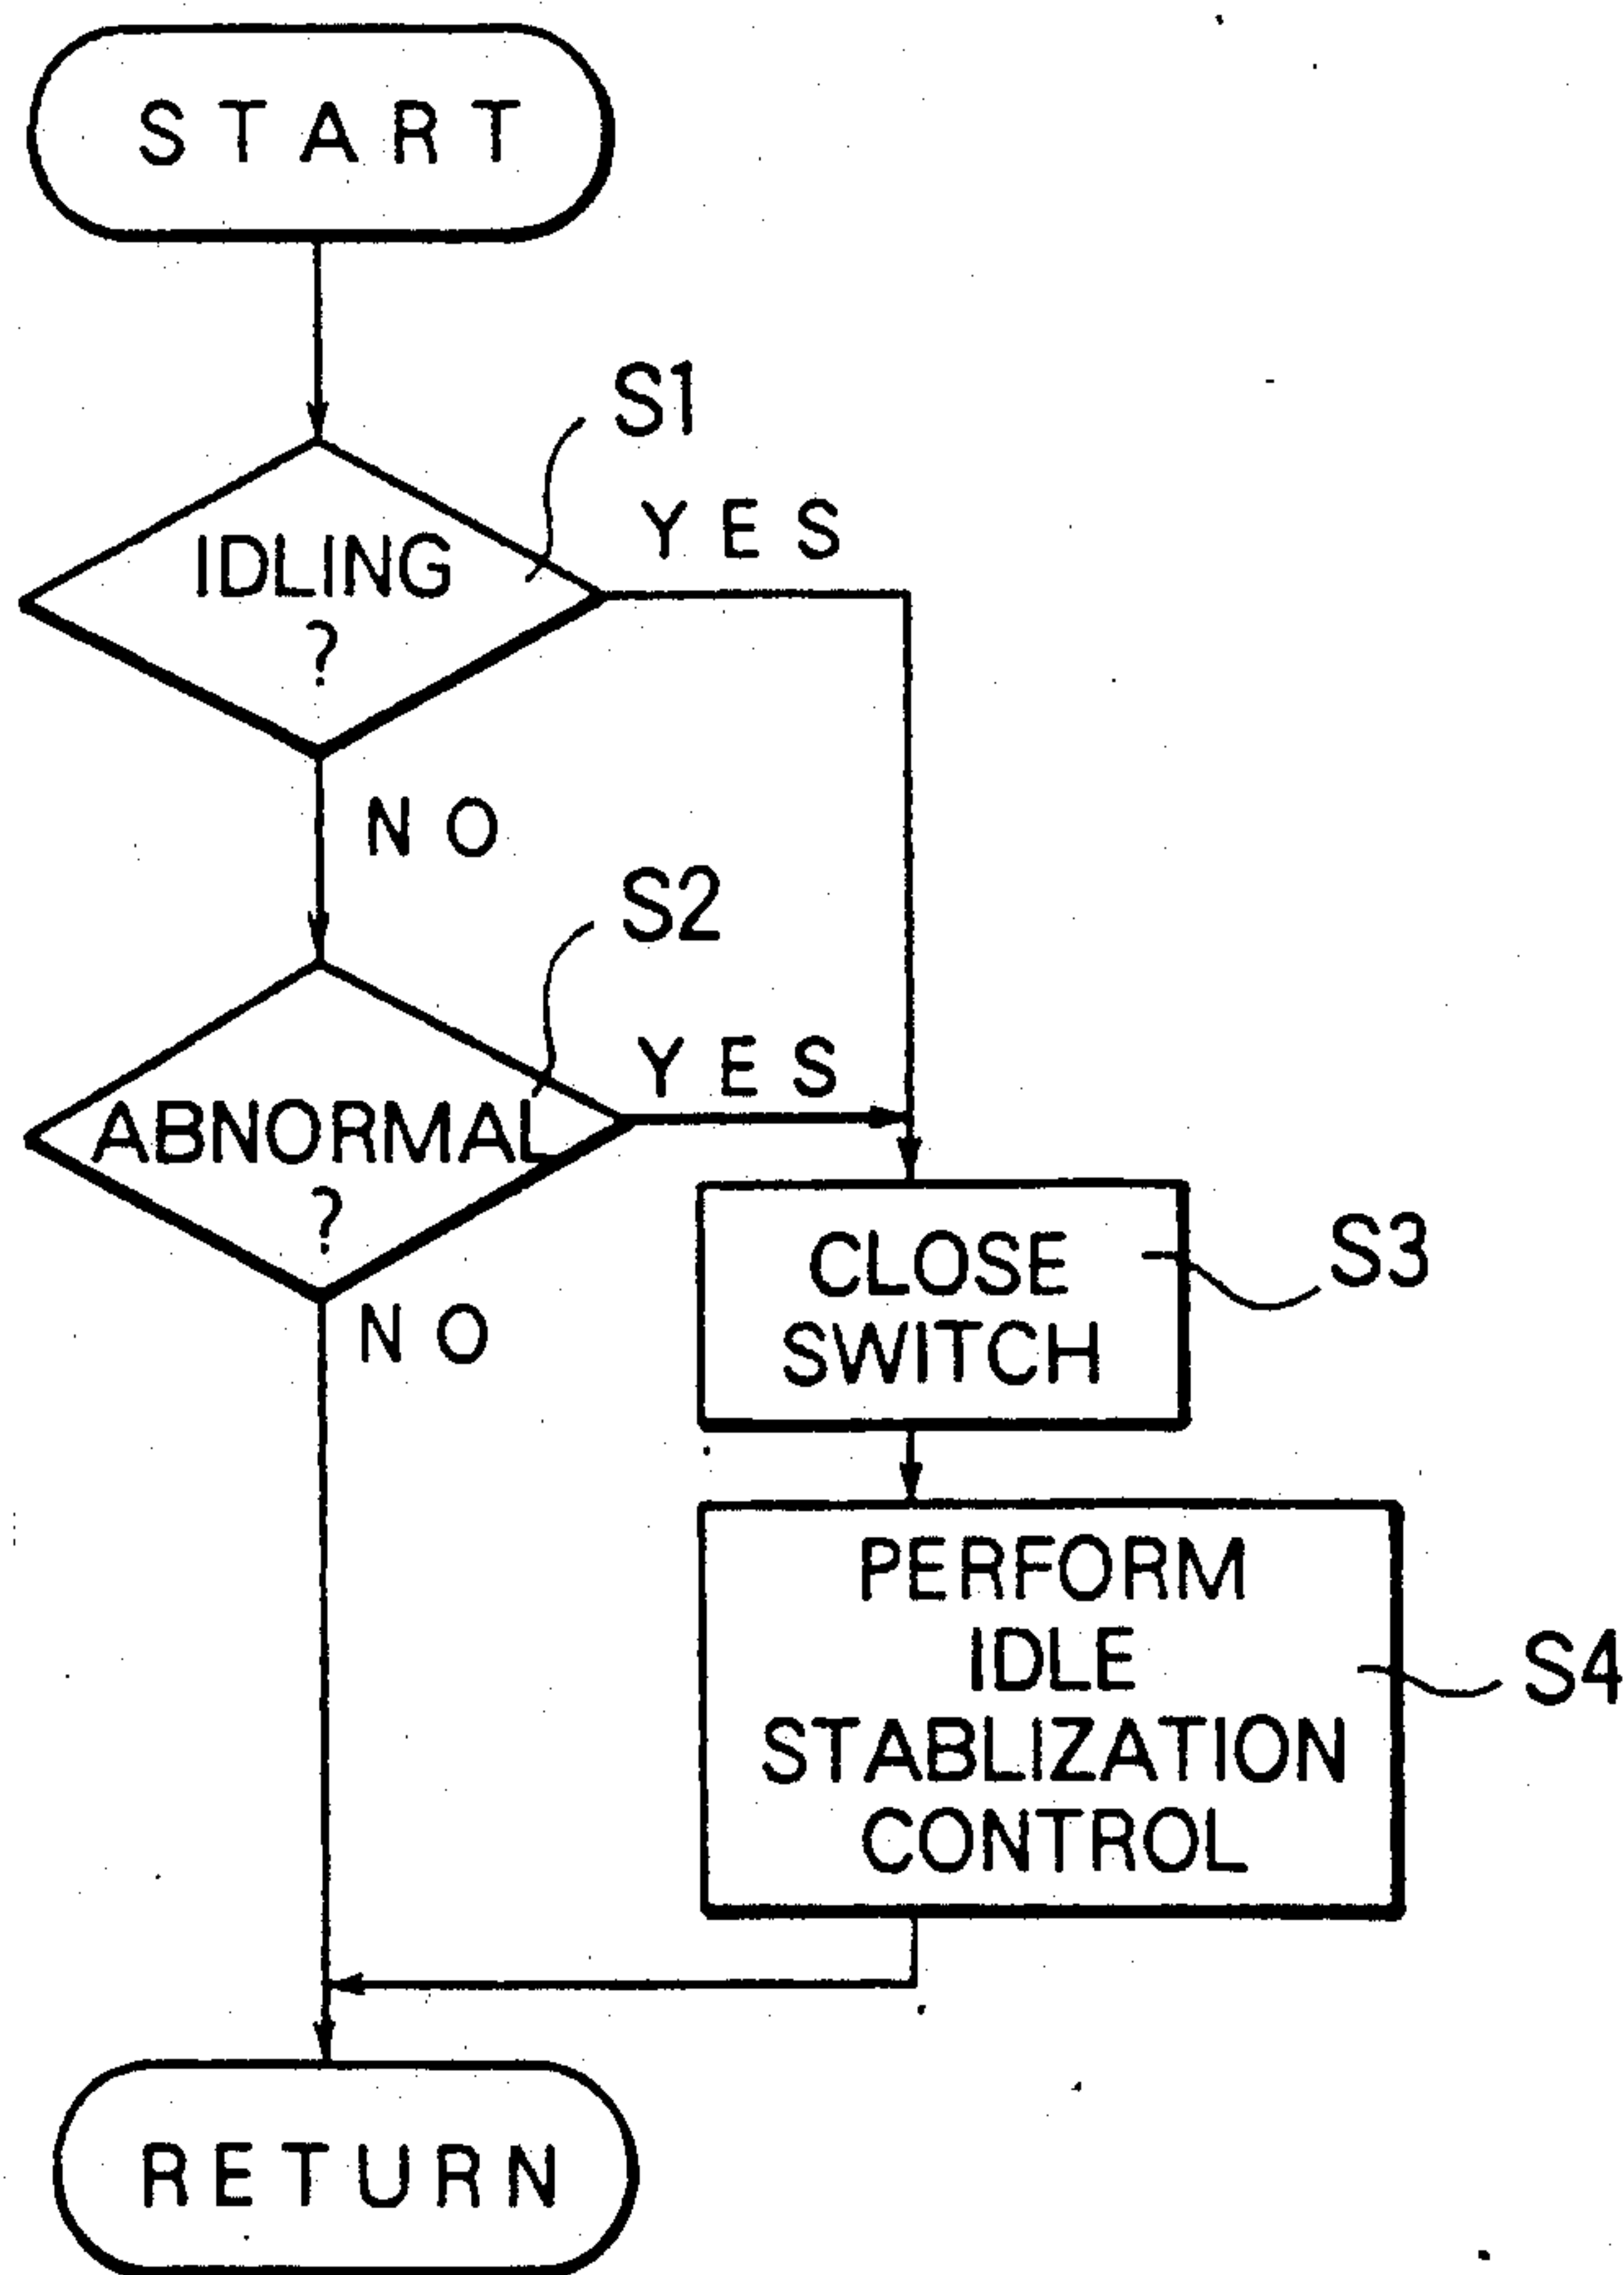 START
S1
YES
IDLING
?
NO
S2
YES
ABNORMAL
?
NO
CLOSE
SWITCH
S3
PERFORM
IDLE
STABLIZATION
CONTROL
S4
RETURN